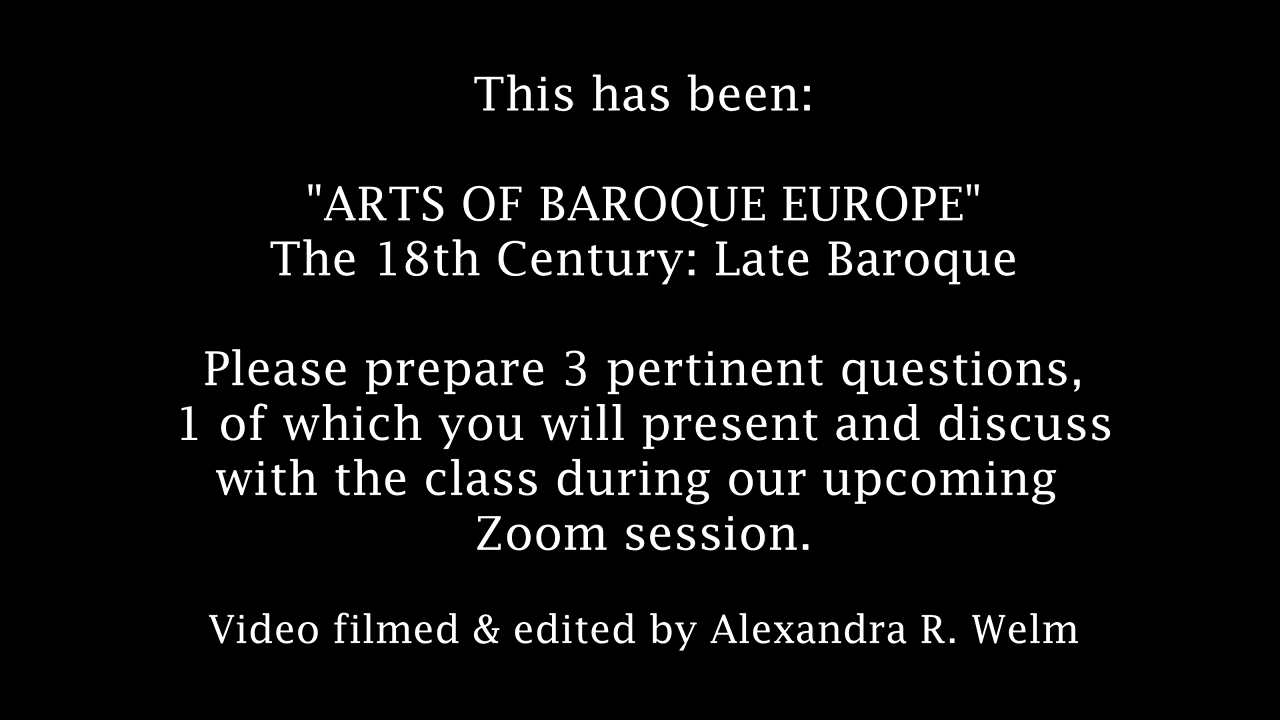 This has been:
"ARTS OF BAROQUE EUROPE"
The 18th Century: Late Baroque
Please prepare 3 pertinent questions,
1 of which you will present and discuss
with the class during our upcoming
Zoom session.
Video filmed & edited by Alexandra R. Welm